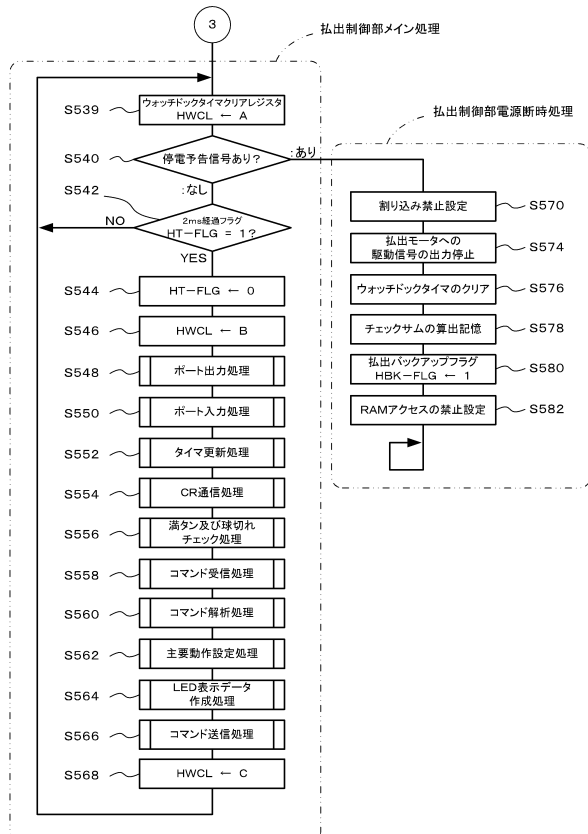 3
払出制御部メイン処理
S539
ウォッチドックタイマクリアレジスタ
HWCL ← A
払出制御部電源断時処理
S540
停電予告信号あり?
:あり
S542
:なし
NO
2ms経過フラグ
HT-FLG = 1?
YES
割り込み禁止設定
S570
払出モータへの
駆動信号の出力停止
S574
ウォッチドックタイマのクリア
S576
チェックサムの算出記憶
S578
払出バックアップフラグ
HBK-FLG ← 1
S580
RAMアクセスの禁止設定
S582
S544
HT-FLG ← 0
S546
HWCL ← B
S548
ポート出力処理
S550
ポート入力処理
S552
タイマ更新処理
S554
CR通信処理
S556
満タン及び球切れ
チェック処理
S558
コマンド受信処理
S560
コマンド解析処理
S562
主要動作設定処理
S564
LED表示データ
作成処理
S566
コマンド送信処理
S568
HWCL ← C